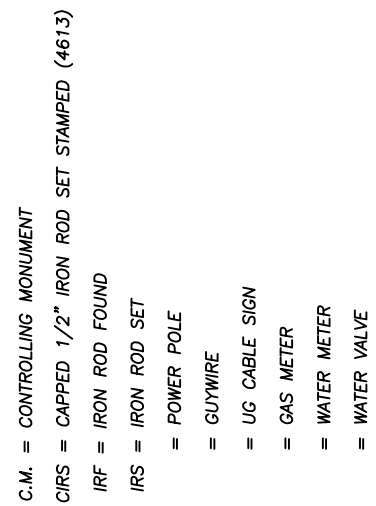 C.M. = CONTROLLING MONUMENT
CIRS = CAPPED 1/2" IRON ROD SET STAMPED (4613)
IRF = IRON ROD FOUND
IRS = IRON ROD SET
= POWER POLE
= GUYWIRE
= UG CABLE SIGN
= GAS METER
= WATER METER
= WATER VALVE